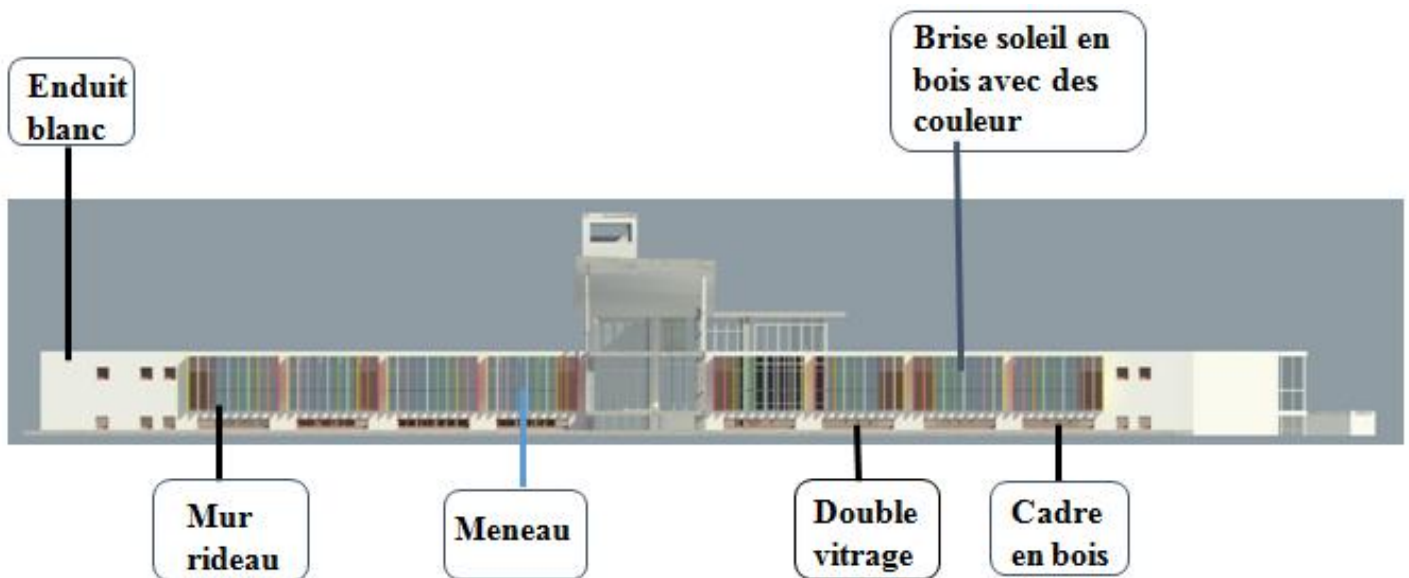 Brise soleil en
bois avec des
couleur
Enduit
blanc
Mur
rideau
Meneau
Double
vitrage
Cadre
en bois